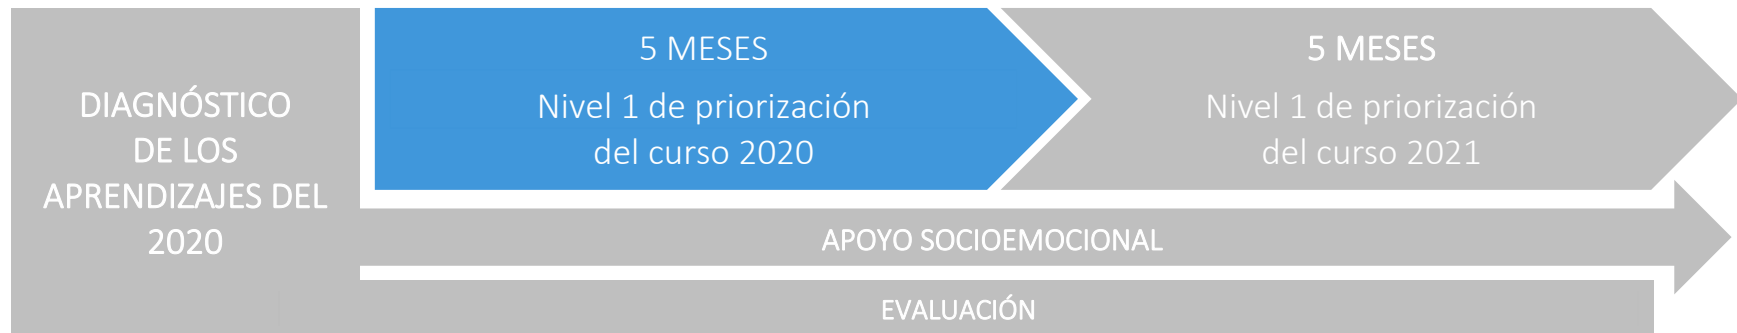 DIAGNÓSTICO
DE LOS
APRENDIZAJES DEL
2020
5 MESES
Nivel 1 de priorización
del curso 2020
5 MESES
Nivel 1 de priorización
del curso 2021
APOYO SOCIOEMOCIONAL
EVALUACIÓN